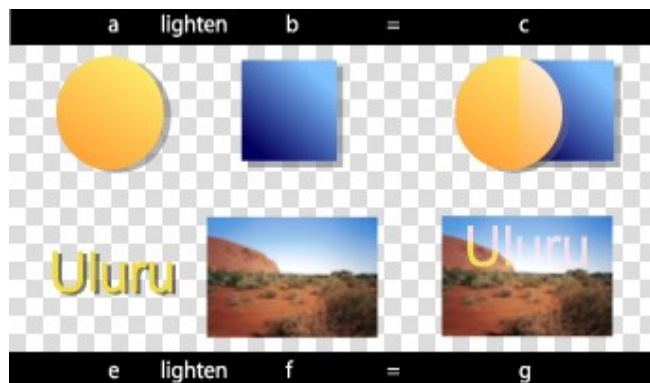 a lighten b = c
Uluru Uluru
e lighten f = g